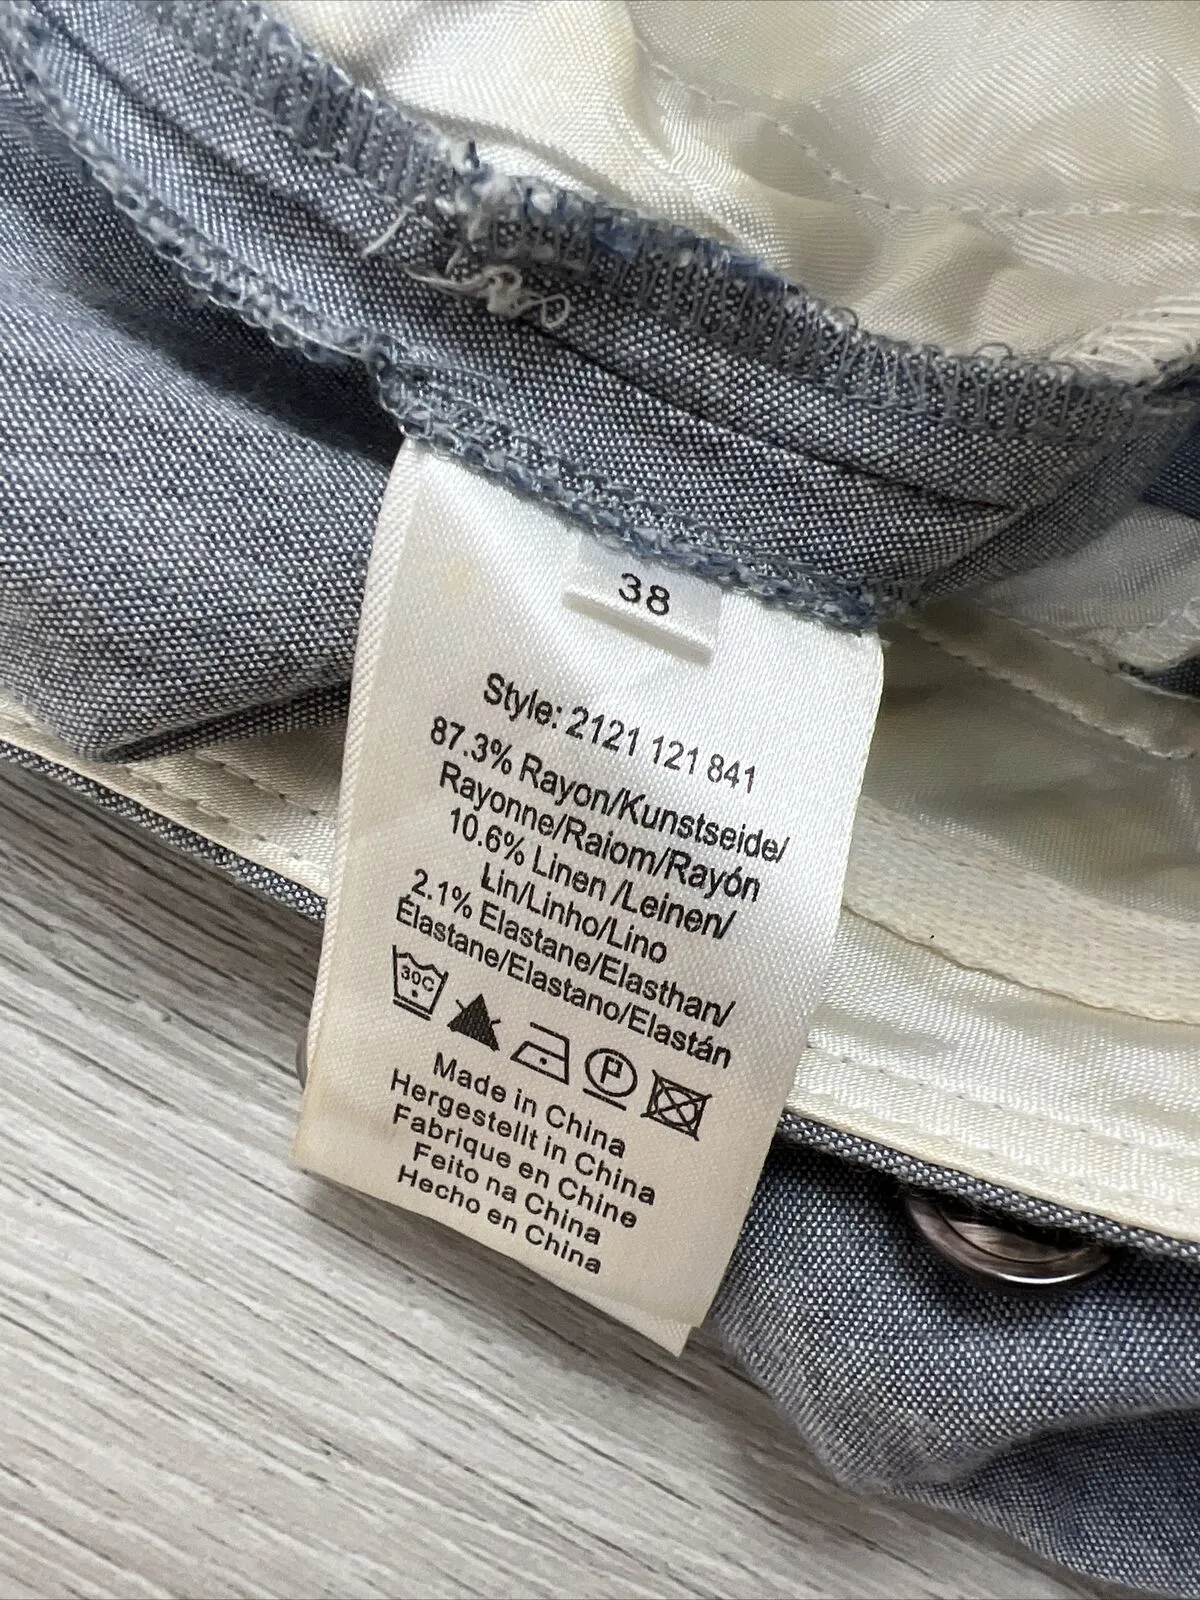 38
Style: 2121 121 841
87.3% Rayon/Kunstseide/
Rayonne/Raiom/Rayón
10.6% Linen /Leinen/
Lin/Linho/Lino
2.1% Elastane/Elasthan/
Élastane/Elastano/Elastán
30C
P
Made in China
Hergestellt in China
Fabrique en Chine
Feito na China
Hecho en China